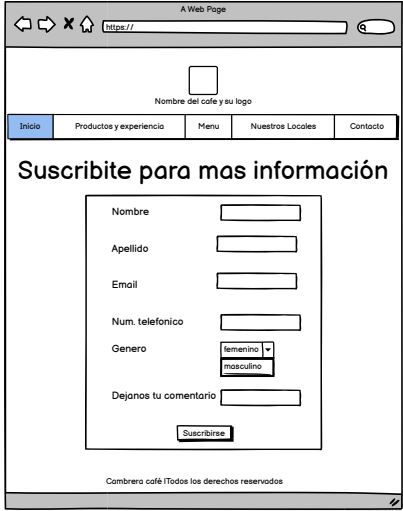 A Web Page
https://
Nombre del cafe y su logo
Inicio Productos y experiencia Menu Nuestros Locales Contacto
Suscribite para mas información
Nombre
Apellido
Email
Num. telefonico
Genero femenino
masculino
Dejanos tu comentario
Suscribirse
Cambrera café |Todos los derechos reservados